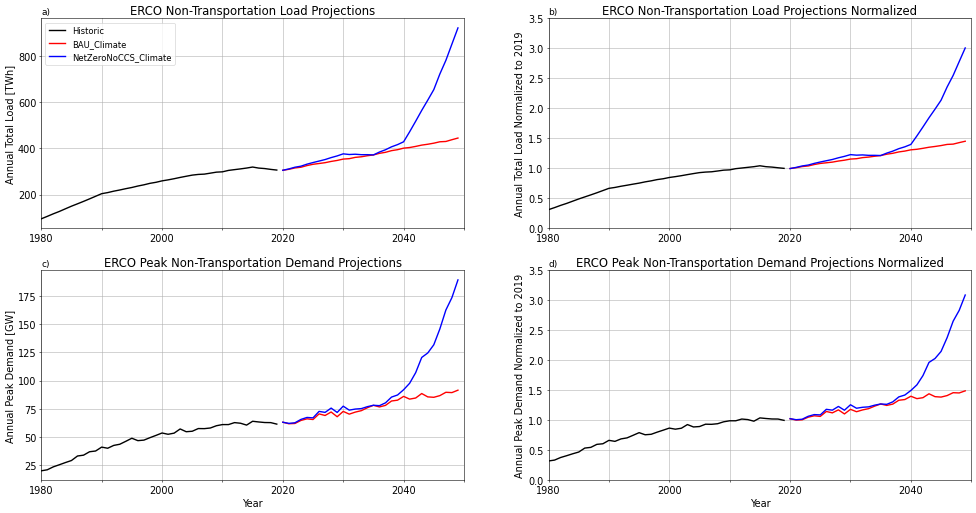 a)
ERCO Non-Transportation Load Projections
Historic
BAU_Climate
NetZeroNoCCS_Climate
Annual Total Load [TWh]
800
600
400
200
1980
2000
2020
2040
b)
ERCO Non-Transportation Load Projections Normalized
Annual Total Load Normalized to 2019
3.5
3.0
2.5
2.0
1.5
1.0
0.5
0.0
1980
2000
2020
2040
c)
ERCO Peak Non-Transportation Demand Projections
Annual Peak Demand [GW]
175
150
125
100
75
50
25
1980
2000
2020
2040
Year
d)
ERCO Peak Non-Transportation Demand Projections Normalized
Annual Peak Demand Normalized to 2019
3.5
3.0
2.5
2.0
1.5
1.0
0.5
0.0
1980
2000
2020
2040
Year